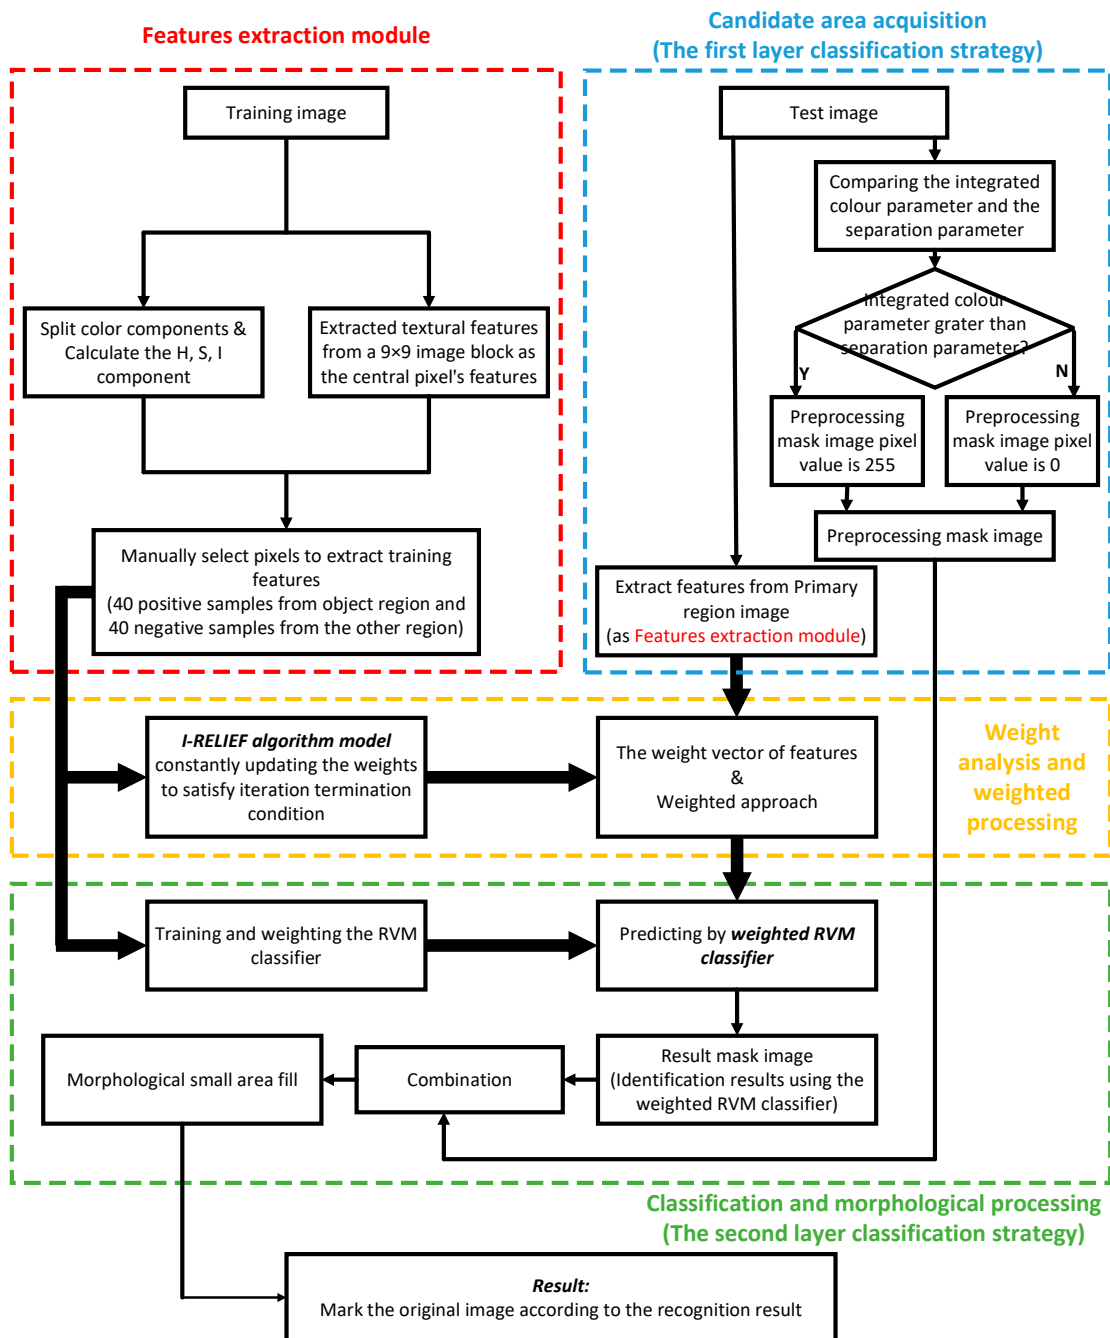 Features extraction module
Candidate area acquisition
(The first layer classification strategy)
Training image
Test image
Comparing the integrated
colour parameter and the
separation parameter
Split color components &
Calculate the H, S, I
component
Extracted textural features
from a 9×9 image block as
the central pixel's features
Integrated colour
parameter grater than
separation parameter?
Y
N
Preprocessing
mask image pixel
value is 255
Preprocessing
mask image pixel
value is 0
Preprocessing mask image
Manually select pixels to extract training
features
(40 positive samples from object region and
40 negative samples from the other region)
Extract features from Primary
region image
(as Features extraction module)
I-RELIEF algorithm model
constantly updating the weights
to satisfy iteration termination
condition
The weight vector of features
&
Weighted approach
Weight
analysis and
weighted
processing
Training and weighting the RVM
classifier
Predicting by weighted RVM
classifier
Morphological small area fill
Combination
Result mask image
(Identification results using the
weighted RVM classifier)
Classification and morphological processing
(The second layer classification strategy)
Result:
Mark the original image according to the recognition result